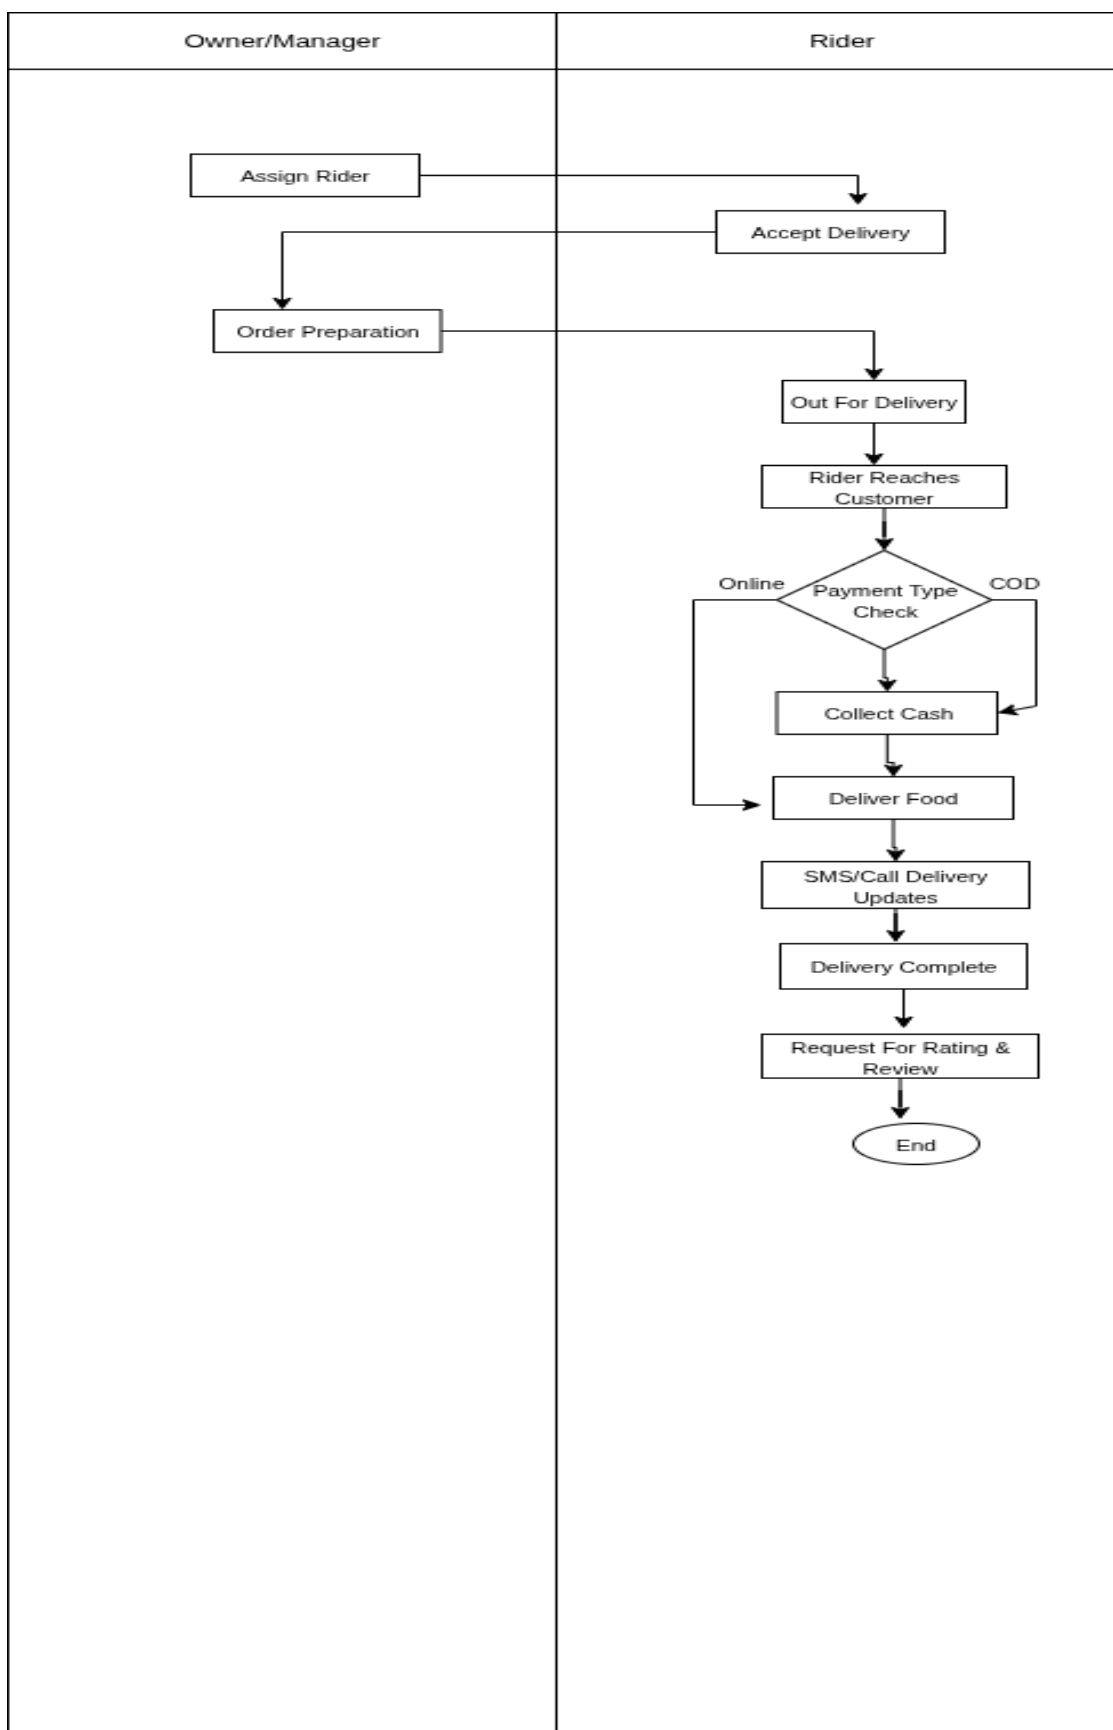 Owner/Manager
Rider
Assign Rider
Accept Delivery
Order Preparation
Out For Delivery
Rider Reaches
Customer
Online
COD
Payment Type
Check
Collect Cash
Deliver Food
SMS/Call Delivery
Updates
Delivery Complete
Request For Rating &
Review
End